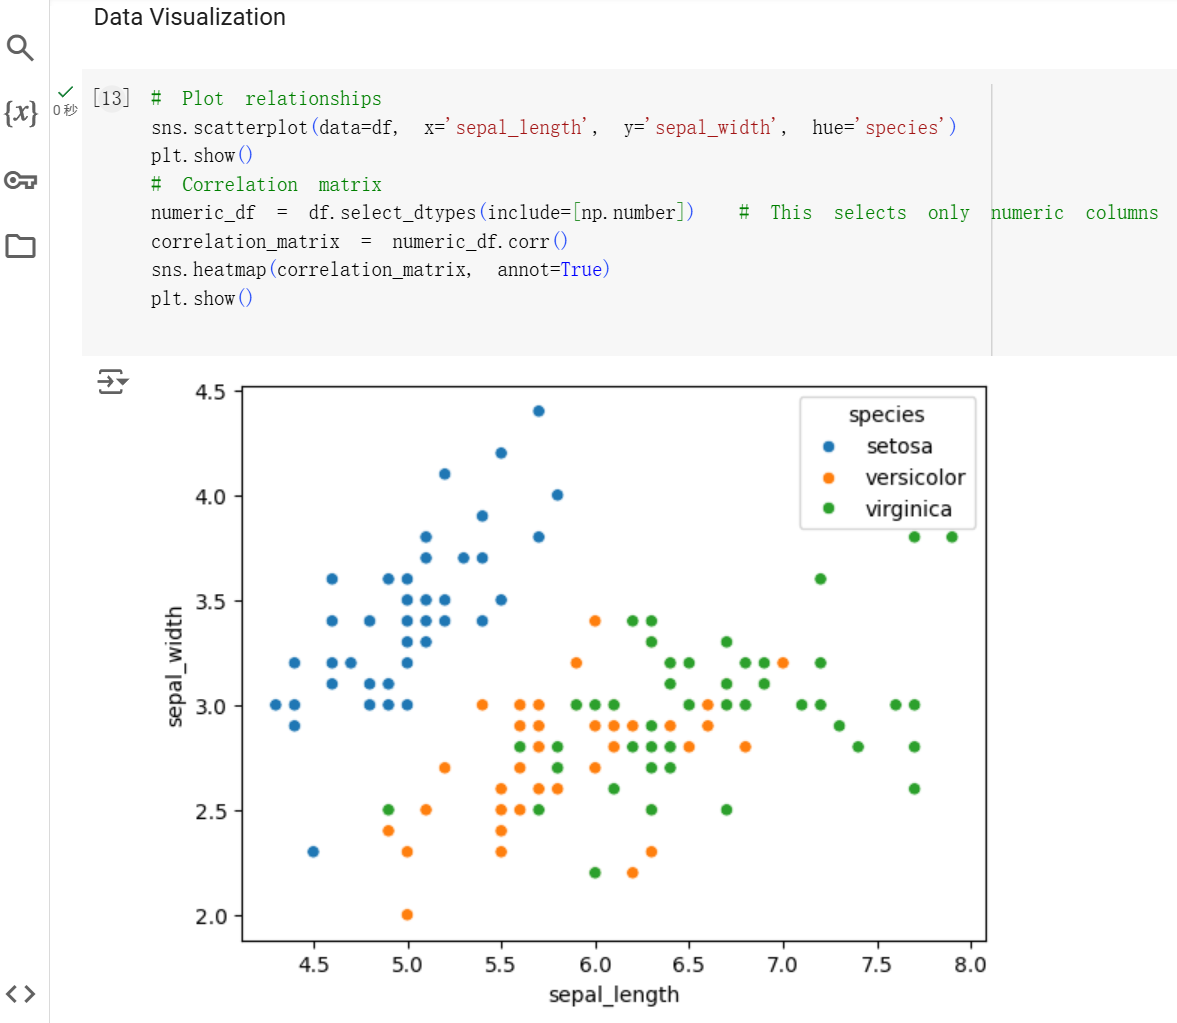 Data Visualization
{x}
0 秒
[13]
# Plot relationships
sns.scatterplot(data=df, x='sepal_length', y='sepal_width', hue='species')
plt.show()
# Correlation matrix
numeric_df = df.select_dtypes(include=[np.number]) # This selects only numeric columns
correlation_matrix = numeric_df.corr()
sns.heatmap(correlation_matrix, annot=True)
plt.show()
4.5
4.0
3.5
3.0
2.5
2.0
sepal_width
species
setosa
versicolor
virginica
4.5 5.0 5.5 6.0 6.5 7.0 7.5 8.0
sepal_length